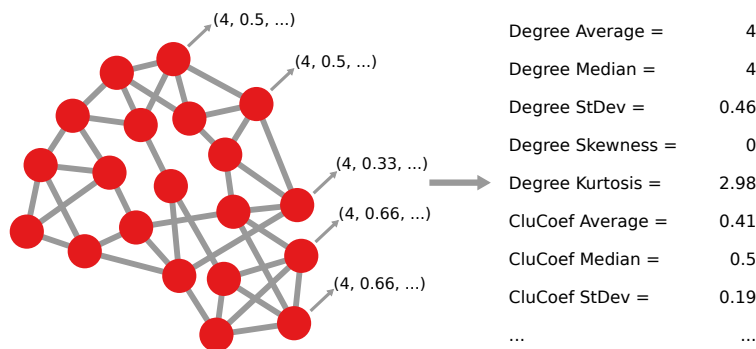 (4, 0.5, ...)
(4, 0.5, ...)
(4, 0.33, ...)
(4, 0.66, ...)
(4, 0.66, ...)
Degree Average = 4
Degree Median = 4
Degree StDev = 0.46
Degree Skewness = 0
Degree Kurtosis = 2.98
CluCoef Average = 0.41
CluCoef Median = 0.5
CluCoef StDev = 0.19
... ...